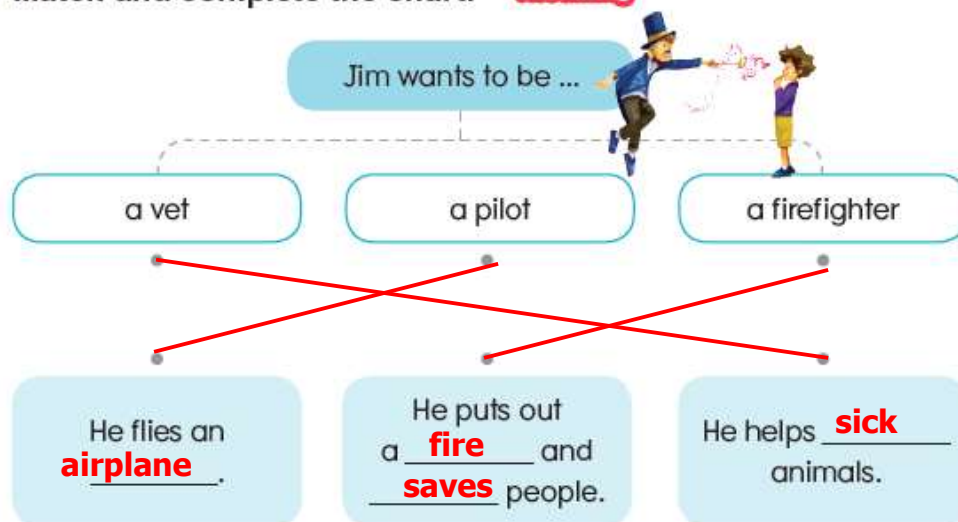 Jim wants to be ...
a vet
a pilot
a firefighter
He flies an
airplane.
He puts out
a fire and
saves people.
He helps sick
animals.